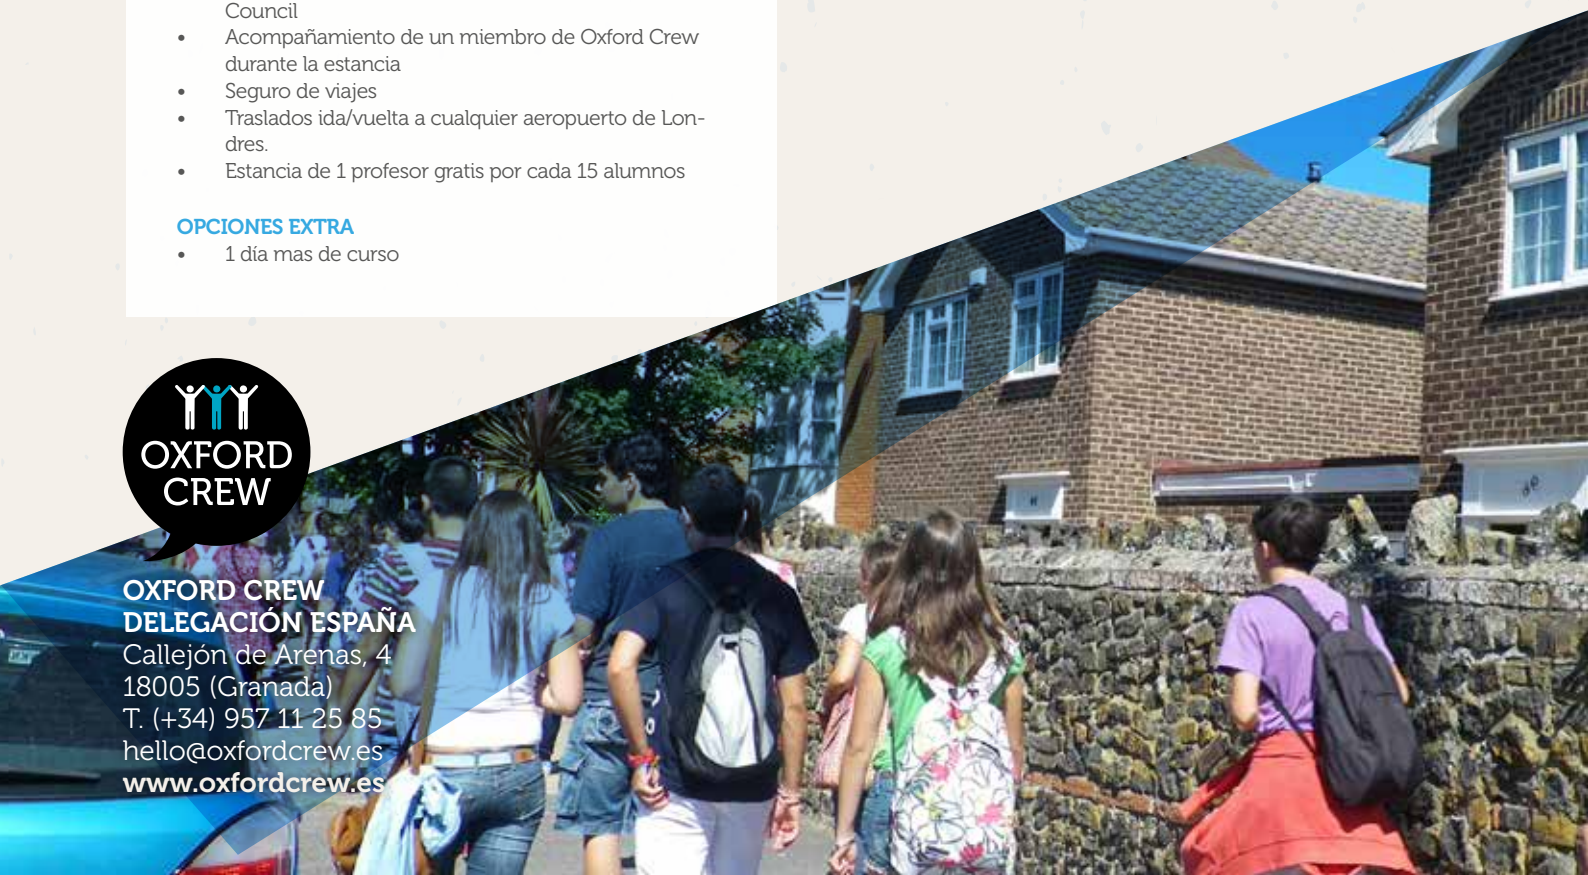 Council
• Acompañamiento de un miembro de Oxford Crew
durante la estancia
• Seguro de viajes
• Traslados ida/vuelta a cualquier aeropuerto de Lon-
dres.
• Estancia de 1 profesor gratis por cada 15 alumnos
OPCIONES EXTRA
• 1 día mas de curso
OXFORD
CREW
OXFORD CREW
DELEGACIÓN ESPAÑA
Callejón de Arenas, 4
18005 (Granada)
T. (+34) 957 11 25 85
hello@oxfordcrew.es
www.oxfordcrew.es